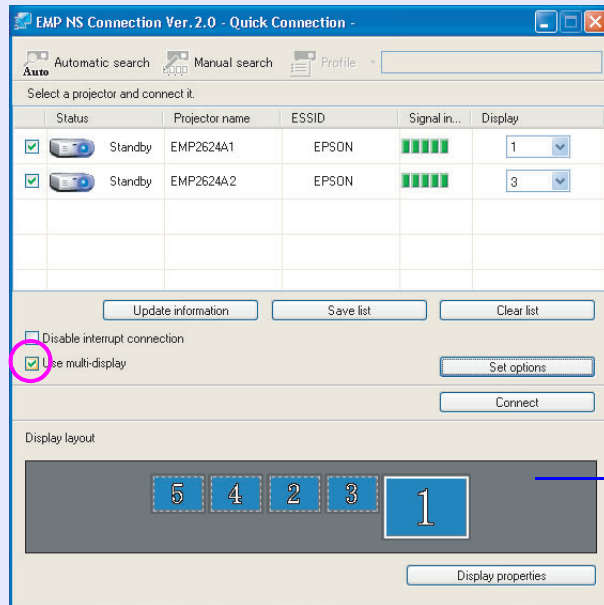 EMP NS Connection Ver.2.0 - Quick Connection -
Auto Automatic search Manual search Profile
Select a projector and connect it.
Status Projector name ESSID Signal in... Display
Standby EMP2624A1 EPSON 1
Standby EMP2624A2 EPSON 3
Update information Save list Clear list
Disable interrupt connection
Use multi-display Set options
Connect
Display layout
5 4 2 3 1
Display properties